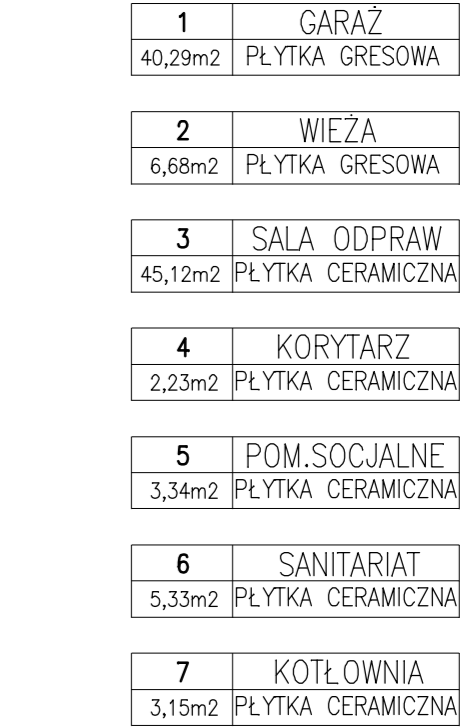 1 GARAŻ
40,29m2 PŁYTKA GRESOWA
2 WIEŻA
6,68m2 PŁYTKA GRESOWA
3 SALA ODPRAW
45,12m2 PŁYTKA CERAMICZNA
4 KORYTARZ
2,23m2 PŁYTKA CERAMICZNA
5 POM.SOCJALNE
3,34m2 PŁYTKA CERAMICZNA
6 SANITARIAT
5,33m2 PŁYTKA CERAMICZNA
7 KOTŁOWNIA
3,15m2 PŁYTKA CERAMICZNA